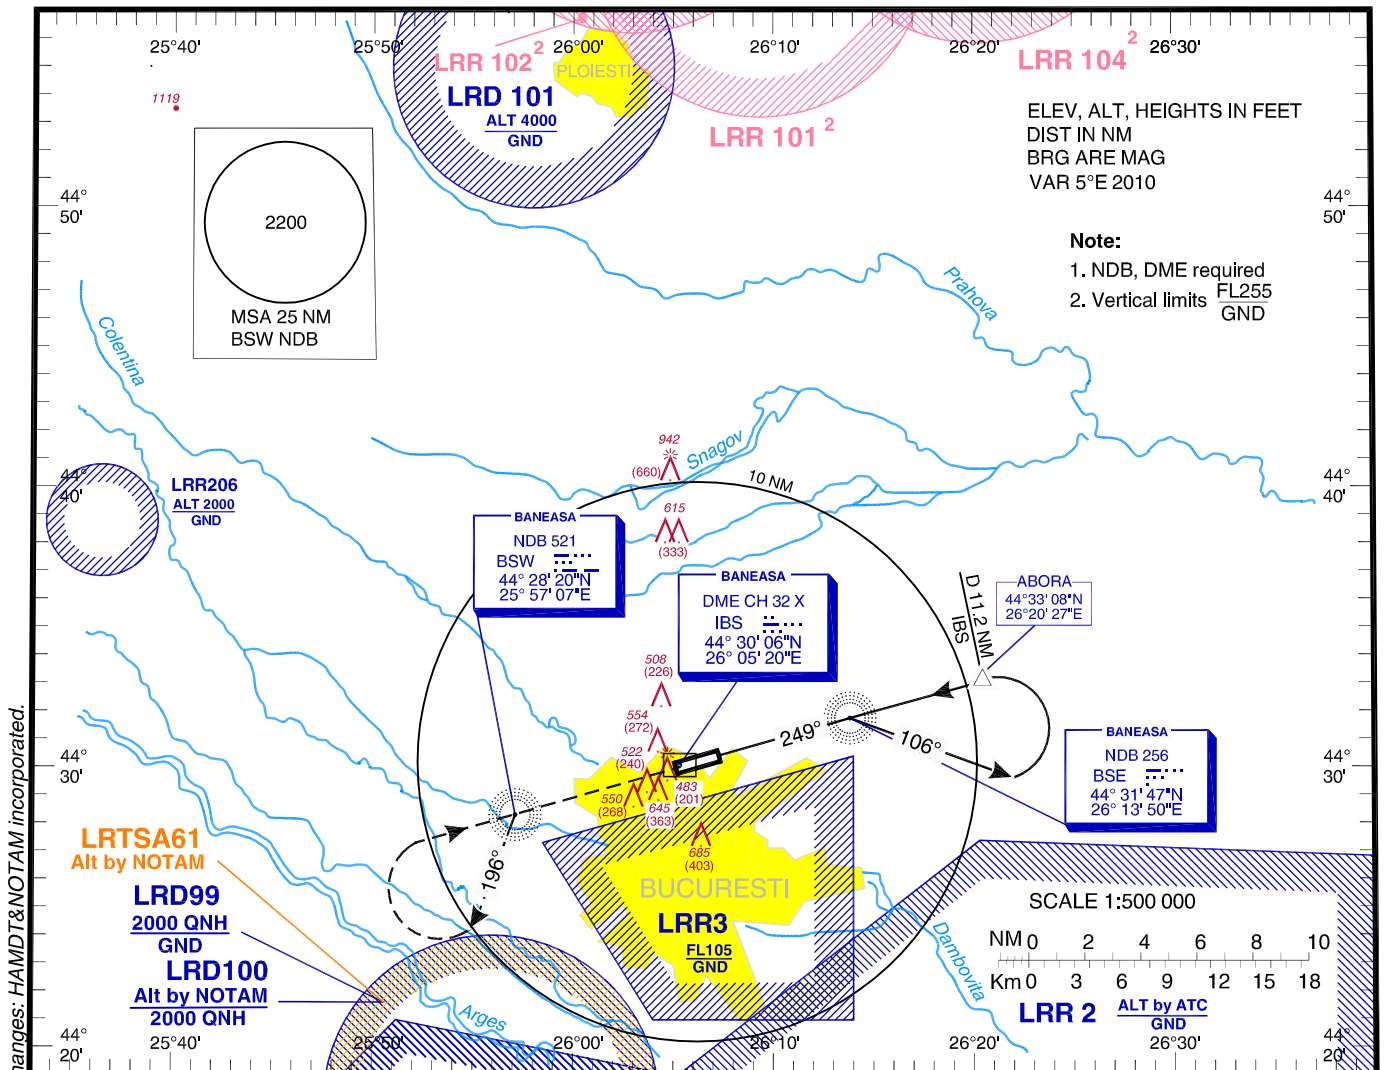 25°40'
25°50'
26°00'
26°10'
26°20'
26°30'
LRR 102 2
PLOIESTI
LRD 101
ALT 4000
GND
LRR 101 2
LRR 104 2
1119
ELEV, ALT, HEIGHTS IN FEET
DIST IN NM
BRG ARE MAG
VAR 5°E 2010
44°
50'
44°
50'
2200
MSA 25 NM
BSW NDB
Note:
1. NDB, DME required
2. Vertical limits FL255
GND
Prahova
Colentina
Snagov
942
(660)
10 NM
44°
40'
44°
40'
LRR206
ALT 2000
GND
615
(333)
BANEASA
NDB 521
BSW
44° 28' 20"N
25° 57' 07"E
BANEASA
DME CH 32 X
IBS
44° 30' 06"N
26° 05' 20"E
D 11.2 NM
IBS
ABORA
44°33' 08"N
26°20' 27"E
508
(226)
554
(272)
522
(240)
550
(268)
645
(363)
483
(201)
685
(403)
249°
106°
196°
BANEASA
NDB 256
BSE
44° 31' 47"N
26° 13' 50"E
44°
30'
44°
30'
LRTSA61
Alt by NOTAM
LRD99
2000 QNH
GND
LRD100
Alt by NOTAM
2000 QNH
BUCURESTI
LRR3
FL105
GND
Dambovita
Arges
SCALE 1:500 000
NM 0 2 4 6 8 10
Km 0 3 6 9 12 15 18
LRR 2 ALT by ATC
GND
44°
20'
44°
20'
25°40'
25°50'
26°00'
26°10'
26°20'
26°30'
nanges: HAMDT&NOTAM incorporated.